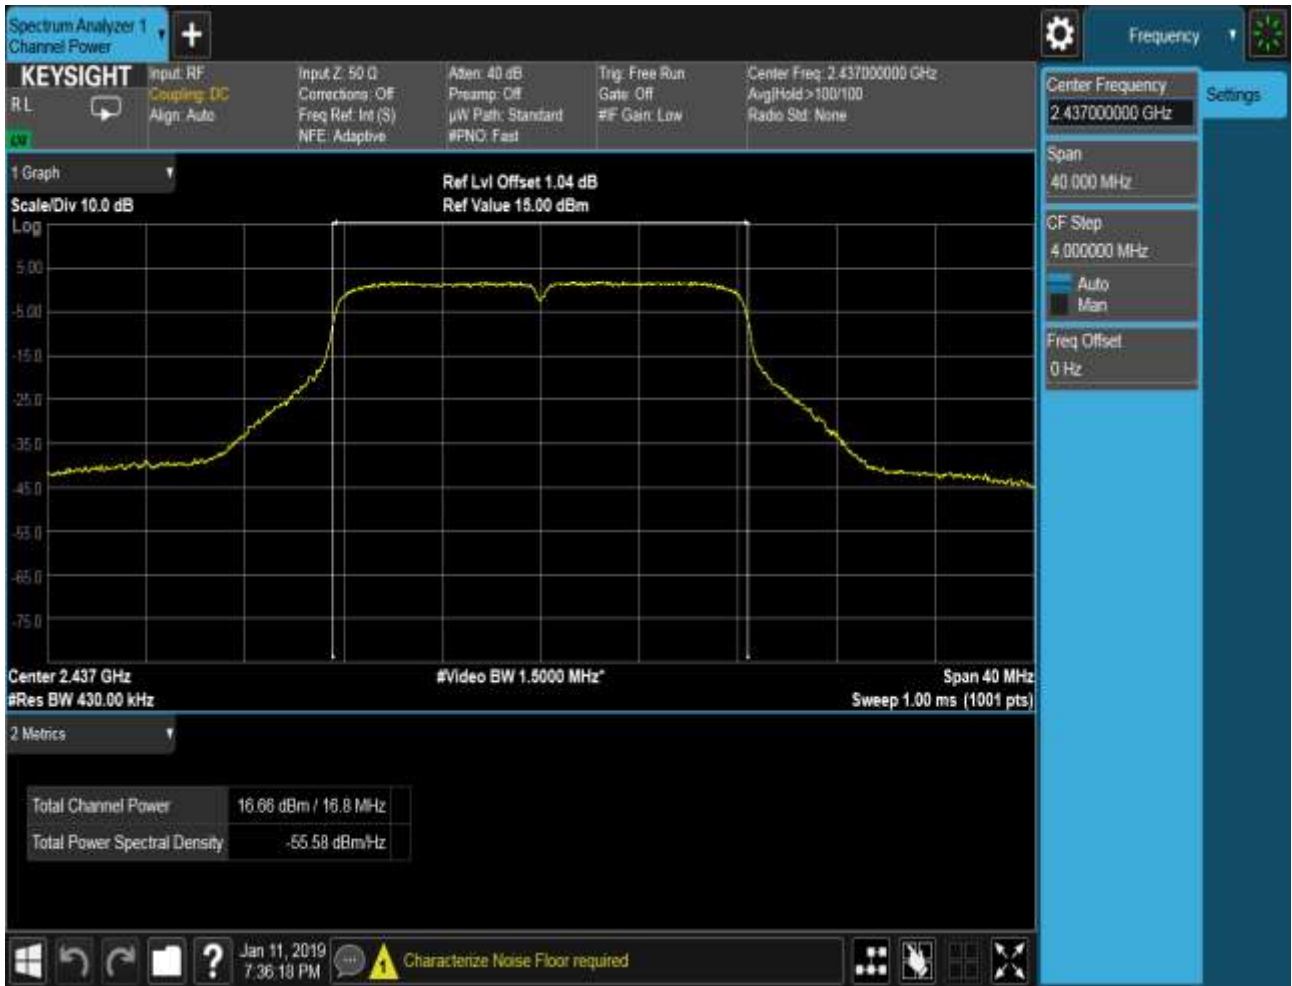 Spectrum Analyzer 1
Channel Power
Frequency
KEYSIGHT
R L
Input: RF
Coupling: DC
Align: Auto
Input Z: 50 Ω
Corrections: Off
Freq Ref: Int (S)
NFE: Adaptive
Atten: 40 dB
Preamp: Off
µW Path: Standard
#PNO: Fast
Trig: Free Run
Gate: Off
#IF Gain: Low
Center Freq: 2.437000000 GHz
Avg|Hold:>100/100
Radio Std: None
Center Frequency
2.437000000 GHz
Settings
Span
40.000 MHz
CF Step
4.000000 MHz
Auto
Man
Freq Offset
0 Hz
1 Graph
Scale/Div 10.0 dB
Ref Lvl Offset 1.04 dB
Ref Value 15.00 dBm
Log
5.00
-5.00
-15.0
-25.0
-35.0
-45.0
-55.0
-65.0
-75.0
Center 2.437 GHz
#Video BW 1.5000 MHz*
Span 40 MHz
#Res BW 430.00 kHz
Sweep 1.00 ms (1001 pts)
2 Metrics
Total Channel Power 16.66 dBm / 16.8 MHz
Total Power Spectral Density -55.58 dBm/Hz
Jan 11, 2019
7:36:18 PM
1
Characterize Noise Floor required